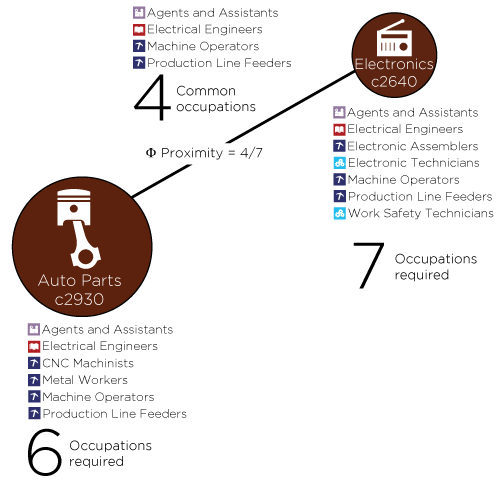 Agents and Assistants
Electrical Engineers
Machine Operators
Production Line Feeders
4 Common
occupations
Φ Proximity = 4/7
Electronics
c2640
Agents and Assistants
Electrical Engineers
Electronic Assemblers
Electronic Technicians
Machine Operators
Production Line Feeders
Work Safety Technicians
7 Occupations
required
Auto Parts
c2930
Agents and Assistants
Electrical Engineers
CNC Machinists
Metal Workers
Machine Operators
Production Line Feeders
6 Occupations
required